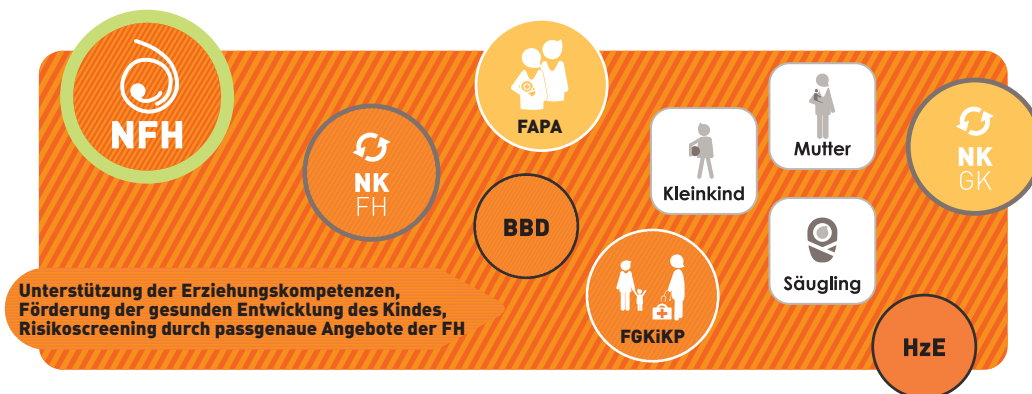 NFH
NK
FH
FAPA
BBD
Kleinkind
Mutter
Säugling
NK
GK
FGKiKP
HzE
Unterstützung der Erziehungskompetenzen,
Förderung der gesunden Entwicklung des Kindes,
Risikoscreening durch passgenaue Angebote der FH